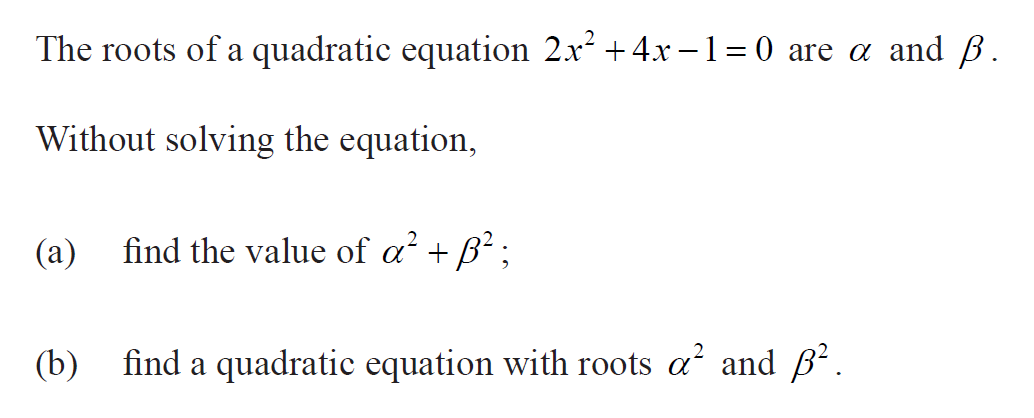 The roots of a quadratic equation 2x² + 4x − 1 = 0 are α and β.
Without solving the equation,
(a) find the value of α² + β²;
(b) find a quadratic equation with roots α² and β².